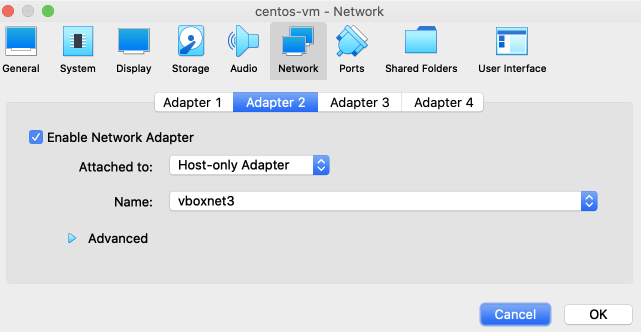 centos-vm - Network
General System Display Storage Audio Network Ports Shared Folders User Interface
Adapter 1 Adapter 2 Adapter 3 Adapter 4
Enable Network Adapter
Attached to: Host-only Adapter
Name: vboxnet3
Advanced
Cancel OK